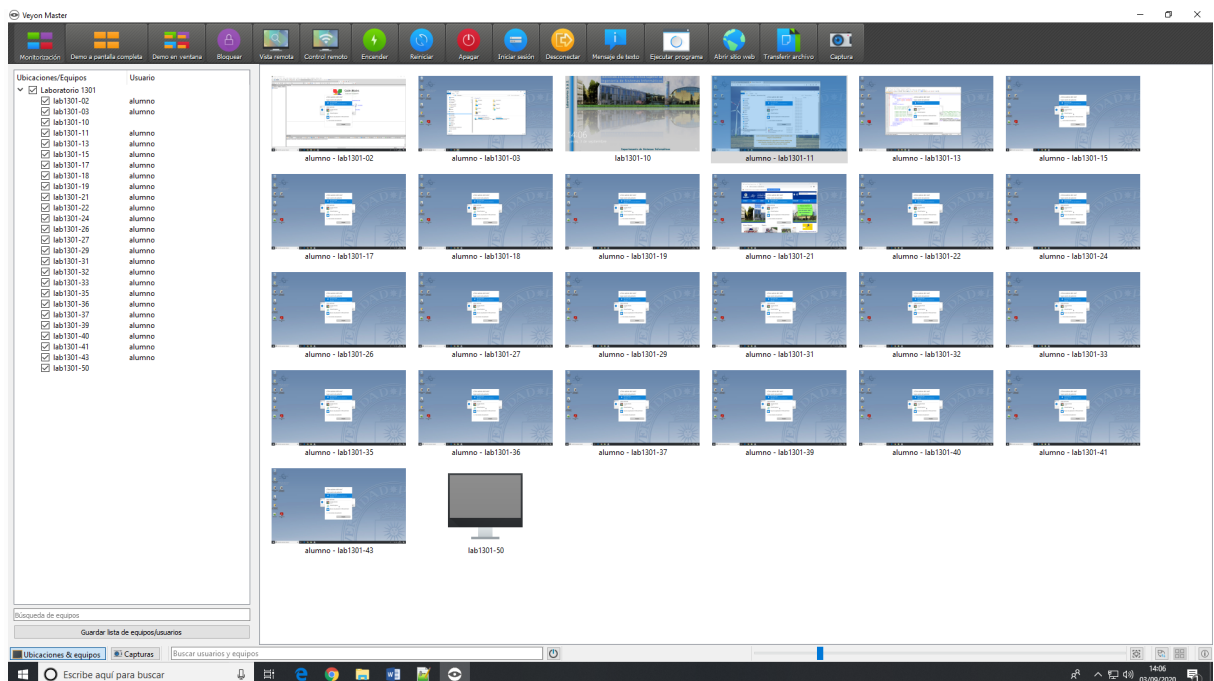 Veyon Master
Monitorización Demo a pantalla completa Demo en ventana Bloquear Vista remota Control remoto Encender Reiniciar Apagar Iniciar sesión Desconectar Mensaje de texto Ejecutar programa Abrir sitio web Transferir archivo Captura
Ubicaciones/Equipos Usuario
Laboratorio 1301
lab1301-02 alumno
lab1301-03 alumno
lab1301-10
lab1301-11 alumno
lab1301-13 alumno
lab1301-15 alumno
lab1301-17 alumno
lab1301-18 alumno
lab1301-19 alumno
lab1301-21 alumno
lab1301-22 alumno
lab1301-24 alumno
lab1301-26 alumno
lab1301-27 alumno
lab1301-29 alumno
lab1301-31 alumno
lab1301-32 alumno
lab1301-33 alumno
lab1301-35 alumno
lab1301-36 alumno
lab1301-37 alumno
lab1301-39 alumno
lab1301-40 alumno
lab1301-41 alumno
lab1301-43 alumno
lab1301-50
14:06
alumno - lab1301-02 alumno - lab1301-03 lab1301-10 alumno - lab1301-11 alumno - lab1301-13 alumno - lab1301-15
alumno - lab1301-17 alumno - lab1301-18 alumno - lab1301-19 alumno - lab1301-21 alumno - lab1301-22 alumno - lab1301-24
alumno - lab1301-26 alumno - lab1301-27 alumno - lab1301-29 alumno - lab1301-31 alumno - lab1301-32 alumno - lab1301-33
alumno - lab1301-35 alumno - lab1301-36 alumno - lab1301-37 alumno - lab1301-39 alumno - lab1301-40 alumno - lab1301-41
alumno - lab1301-43 lab1301-50
Búsqueda de equipos
Guardar lista de equipos/usuarios
Ubicaciones & equipos Capturas Buscar usuarios y equipos
Escribe aquí para buscar
14:06
03/09/2020